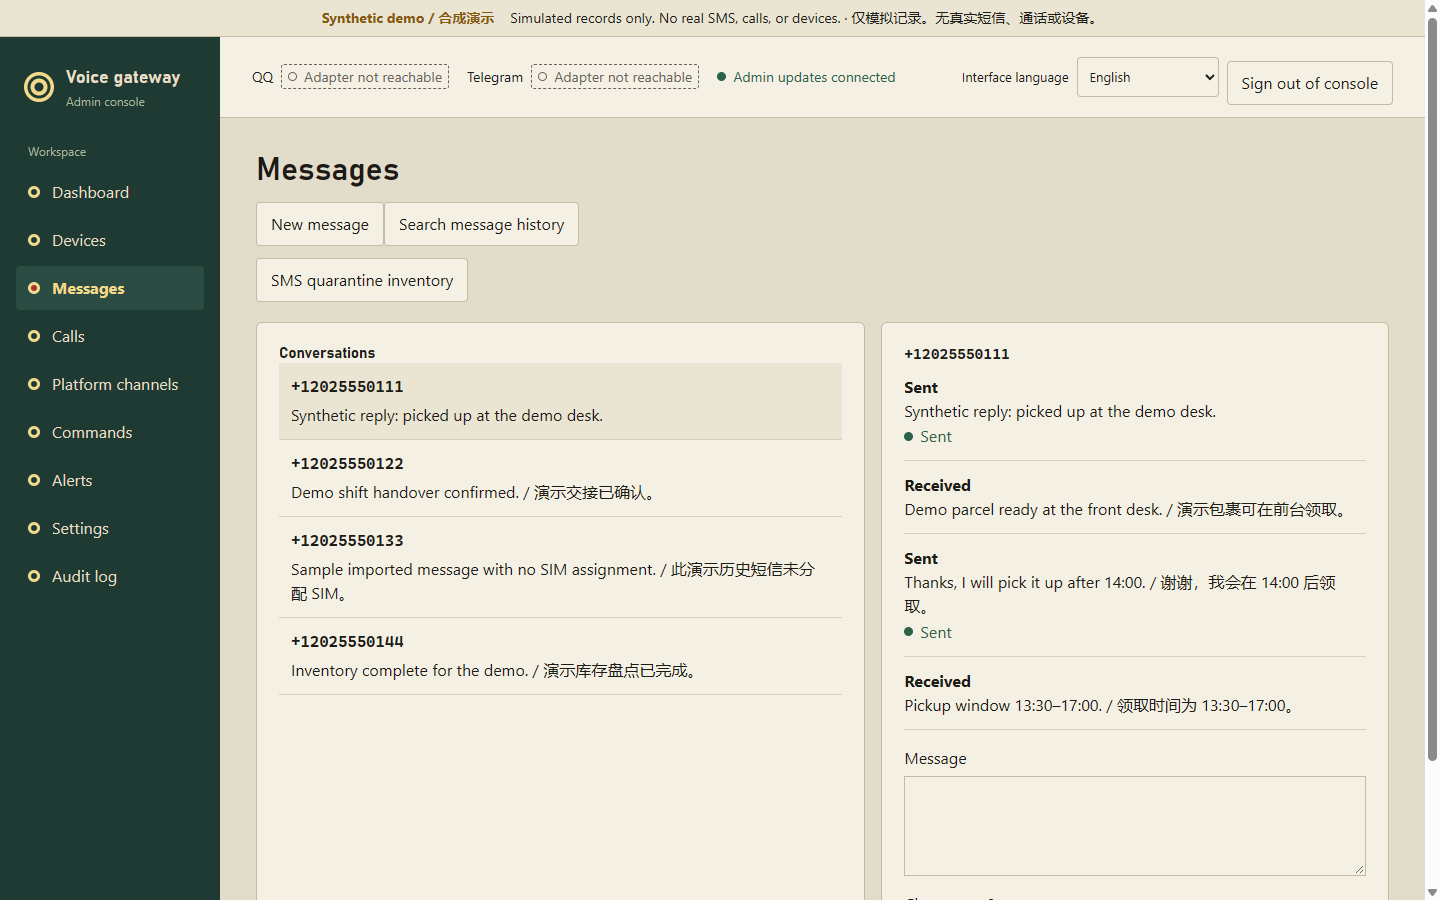 Synthetic demo / 合成演示 Simulated records only. No real SMS, calls, or devices. · 仅模拟记录。无真实短信、通话或设备。
Voice gateway
Admin console
QQ Adapter not reachable Telegram Adapter not reachable Admin updates connected Interface language English Sign out of console
Workspace
Dashboard
Devices
Messages
Calls
Platform channels
Commands
Alerts
Settings
Audit log
Messages
New message Search message history
SMS quarantine inventory
Conversations
+12025550111
Synthetic reply: picked up at the demo desk.
+12025550122
Demo shift handover confirmed. / 演示交接已确认。
+12025550133
Sample imported message with no SIM assignment. / 此演示历史短信未分
配 SIM。
+12025550144
Inventory complete for the demo. / 演示库存盘点已完成。
+12025550111
Sent
Synthetic reply: picked up at the demo desk.
Sent
Received
Demo parcel ready at the front desk. / 演示包裹可在前台领取。
Sent
Thanks, I will pick it up after 14:00. / 谢谢，我会在 14:00 后领
取。
Sent
Received
Pickup window 13:30–17:00. / 领取时间为 13:30–17:00。
Message